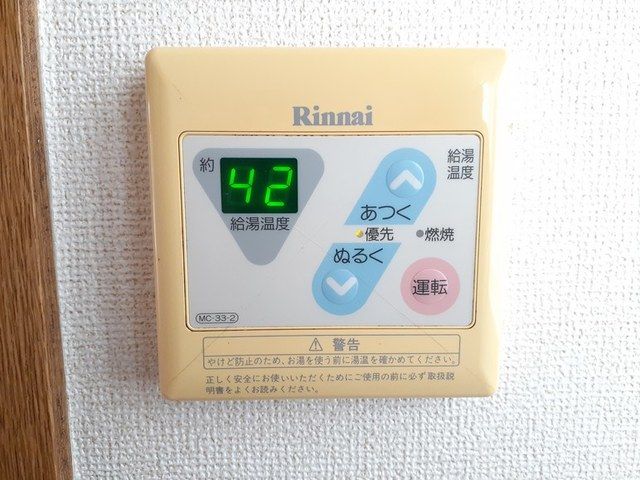 Rinnai
約
42
給湯温度
給湯
温度
あつく
優先
燃焼
ぬるく
運転
MC-33-2
⚠ 警告
やけど防止のため、お湯を使う前に湯温を確かめてください。
正しく安全にお使いいただくためにご使用の前に必ず取扱説
明書をよくお読みください。